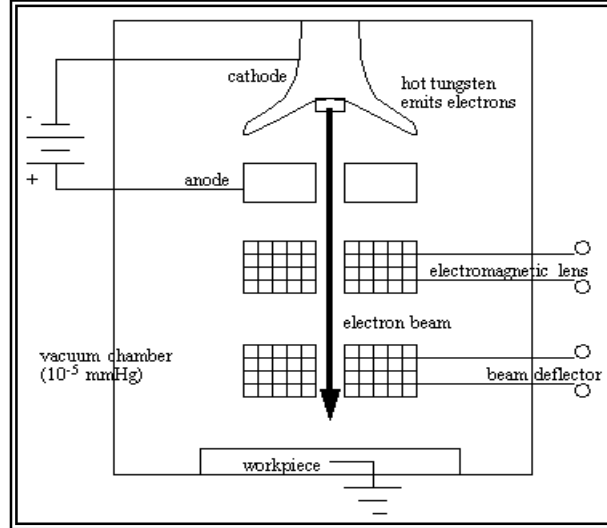 cathode
hot tungsten
emits electrons
-
+
anode
electromagnetic lens
electron beam
vacuum chamber
(10-5 mmHg)
beam deflector
workpiece